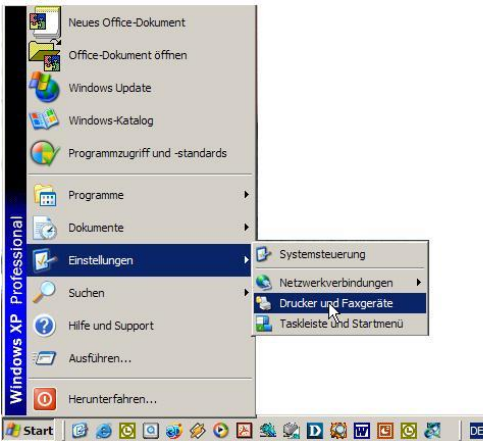 Neues Office-Dokument
Office-Dokument öffnen
Windows Update
Windows-Katalog
Programmzugriff und -standards
Programme
Dokumente
Einstellungen
Systemsteuerung
Netzwerkverbindungen
Drucker und Faxgeräte
Taskleiste und Startmenü
Suchen
Hilfe und Support
Ausführen...
Herunterfahren...
Windows XP Professional
Start
DE